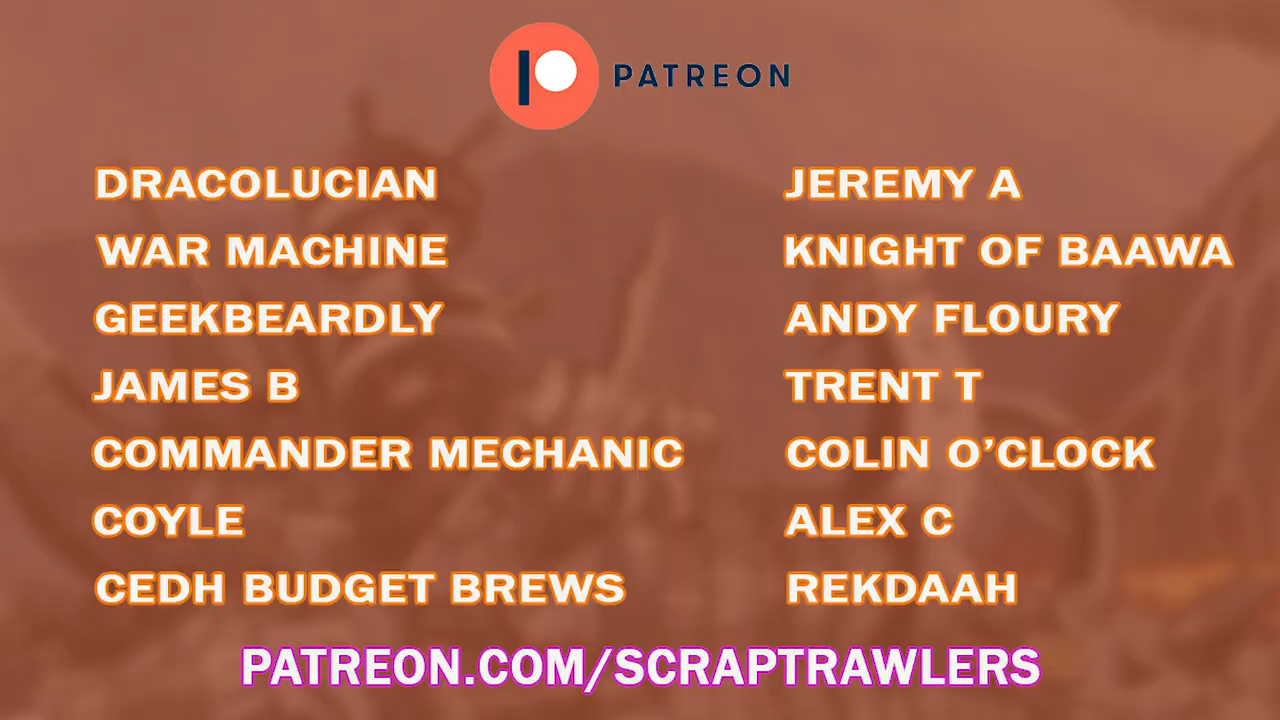 PATREON
DRACOLUCIAN
WAR MACHINE
GEEKBEARDLY
JAMES B
COMMANDER MECHANIC
COYLE
CEDH BUDGET BREWS
JEREMY A
KNIGHT OF BAAWA
ANDY FLOURY
TRENT T
COLIN O’CLOCK
ALEX C
REKDAAH
PATREON.COM/SCRAPTRAWLERS